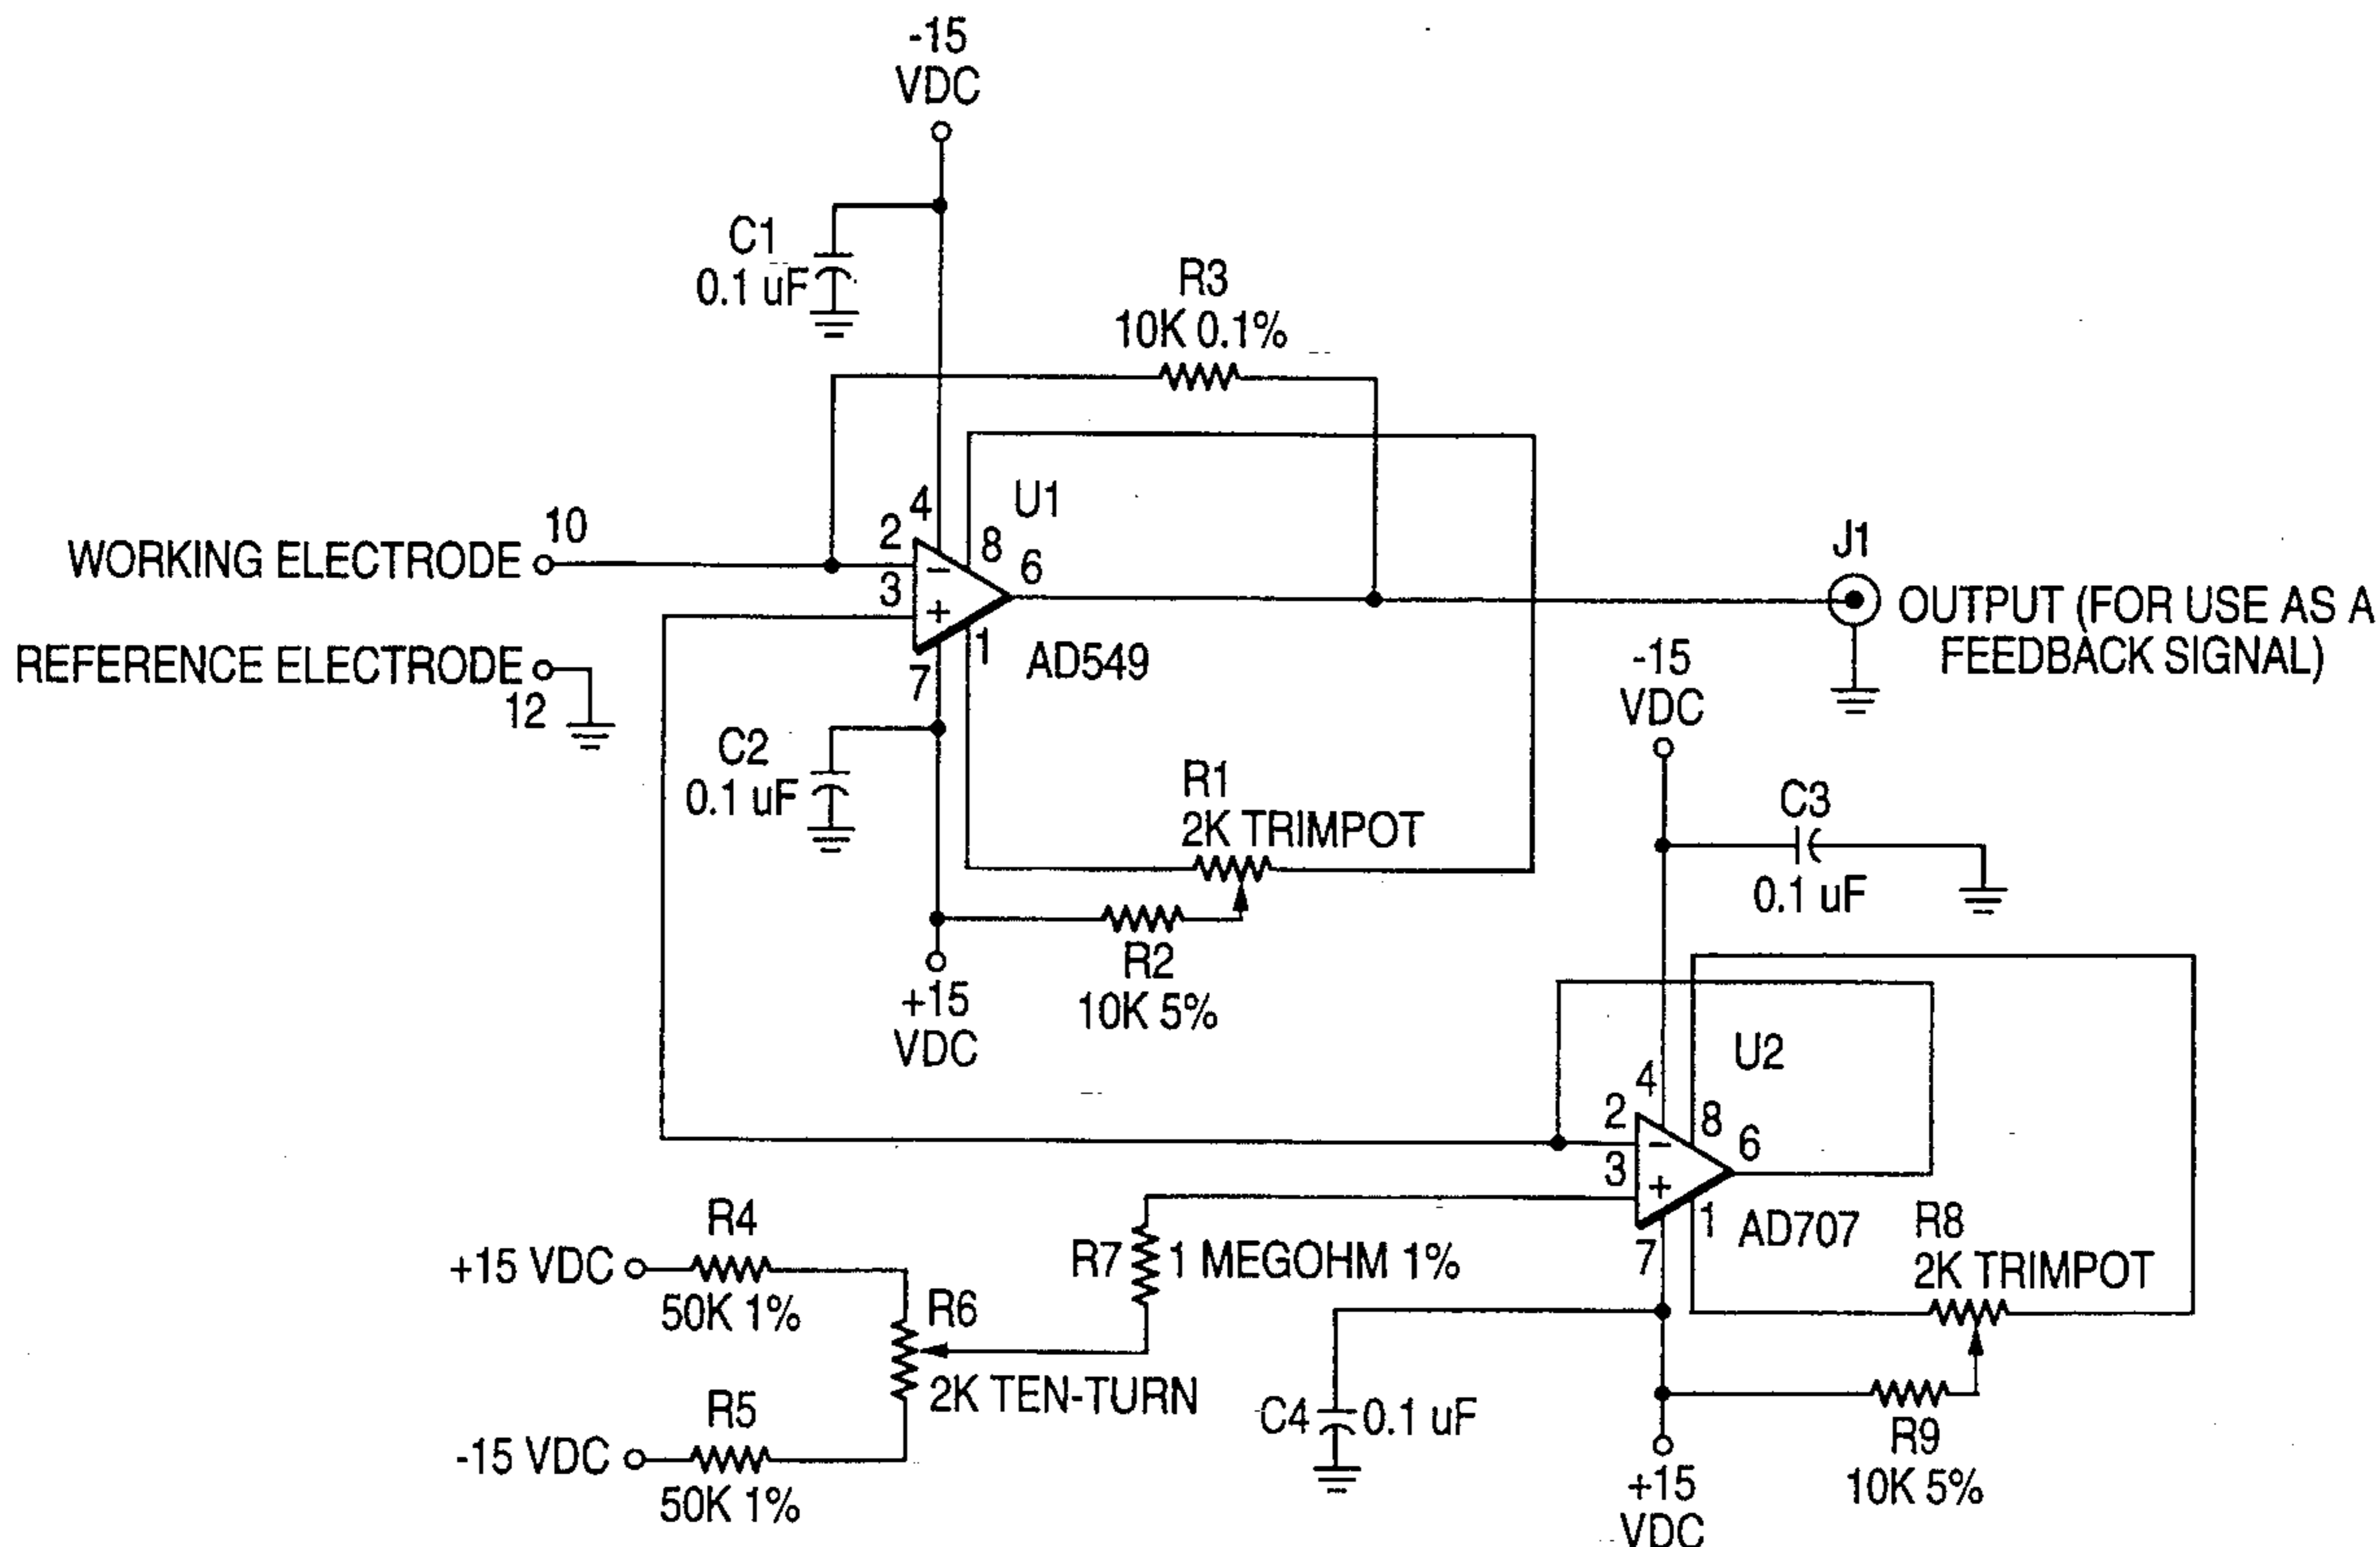 -15
VDC
C1
0.1 uF
R3
10K 0.1%
U1
4
2
8
10
WORKING ELECTRODE
−
6
3
+
J1
OUTPUT (FOR USE AS A
FEEDBACK SIGNAL)
REFERENCE ELECTRODE
12
1
AD549
7
-15
VDC
C2
0.1 uF
R1
2K TRIMPOT
C3
0.1 uF
R2
10K 5%
+15
VDC
U2
4
2
8
−
6
3
+
1
AD707
7
R8
2K TRIMPOT
R4
+15 VDC
50K 1%
R7
1 MEGOHM 1%
R6
2K TEN-TURN
R5
-15 VDC
50K 1%
C4
0.1 uF
R9
10K 5%
+15
VDC